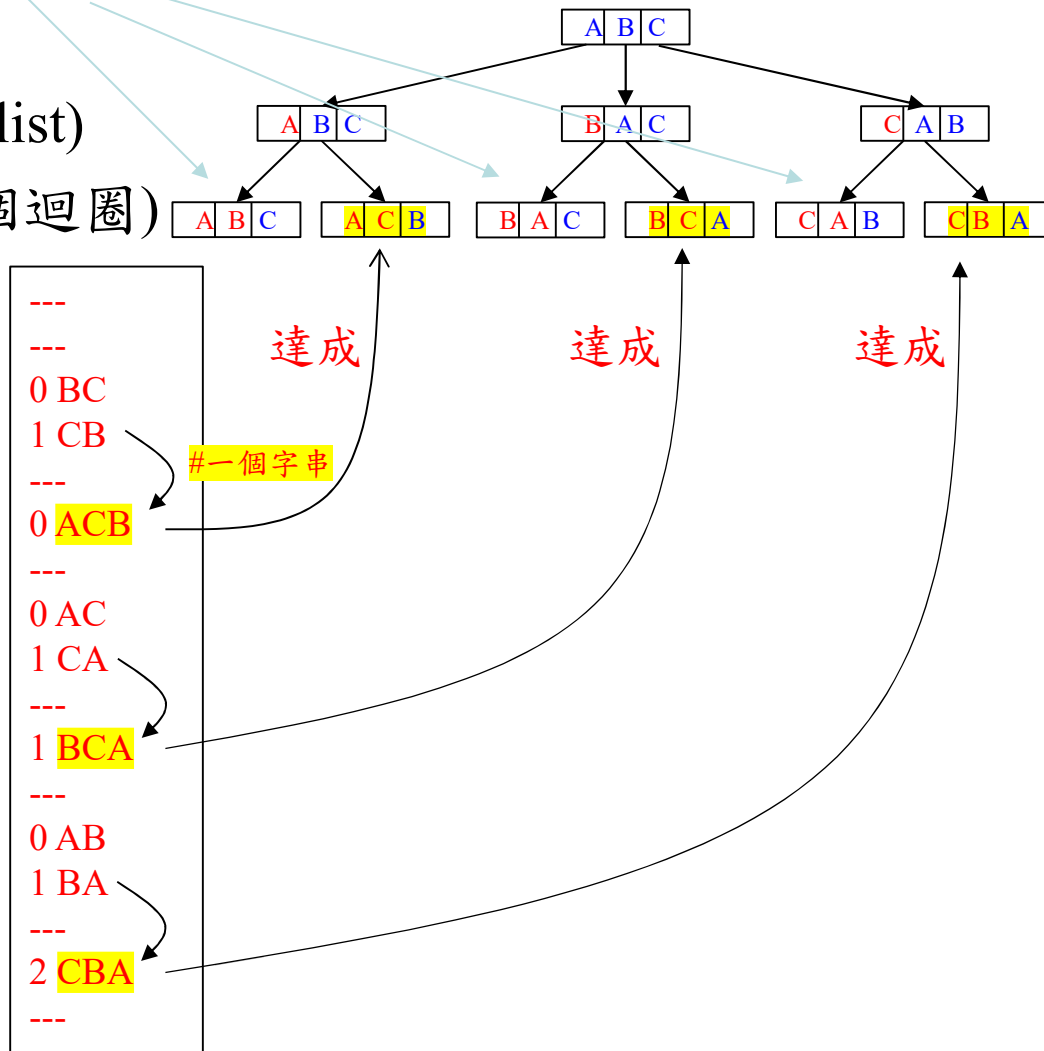 A B C
list)
A B C
B A C
C A B
個迴圈)
A B C
A C B
B A C
B C A
C A B
C B A
---
---
0 BC
1 CB
---
0 ACB
---
0 AC
1 CA
---
1 BCA
---
0 AB
1 BA
---
2 CBA
---
#一個字串
達成
達成
達成